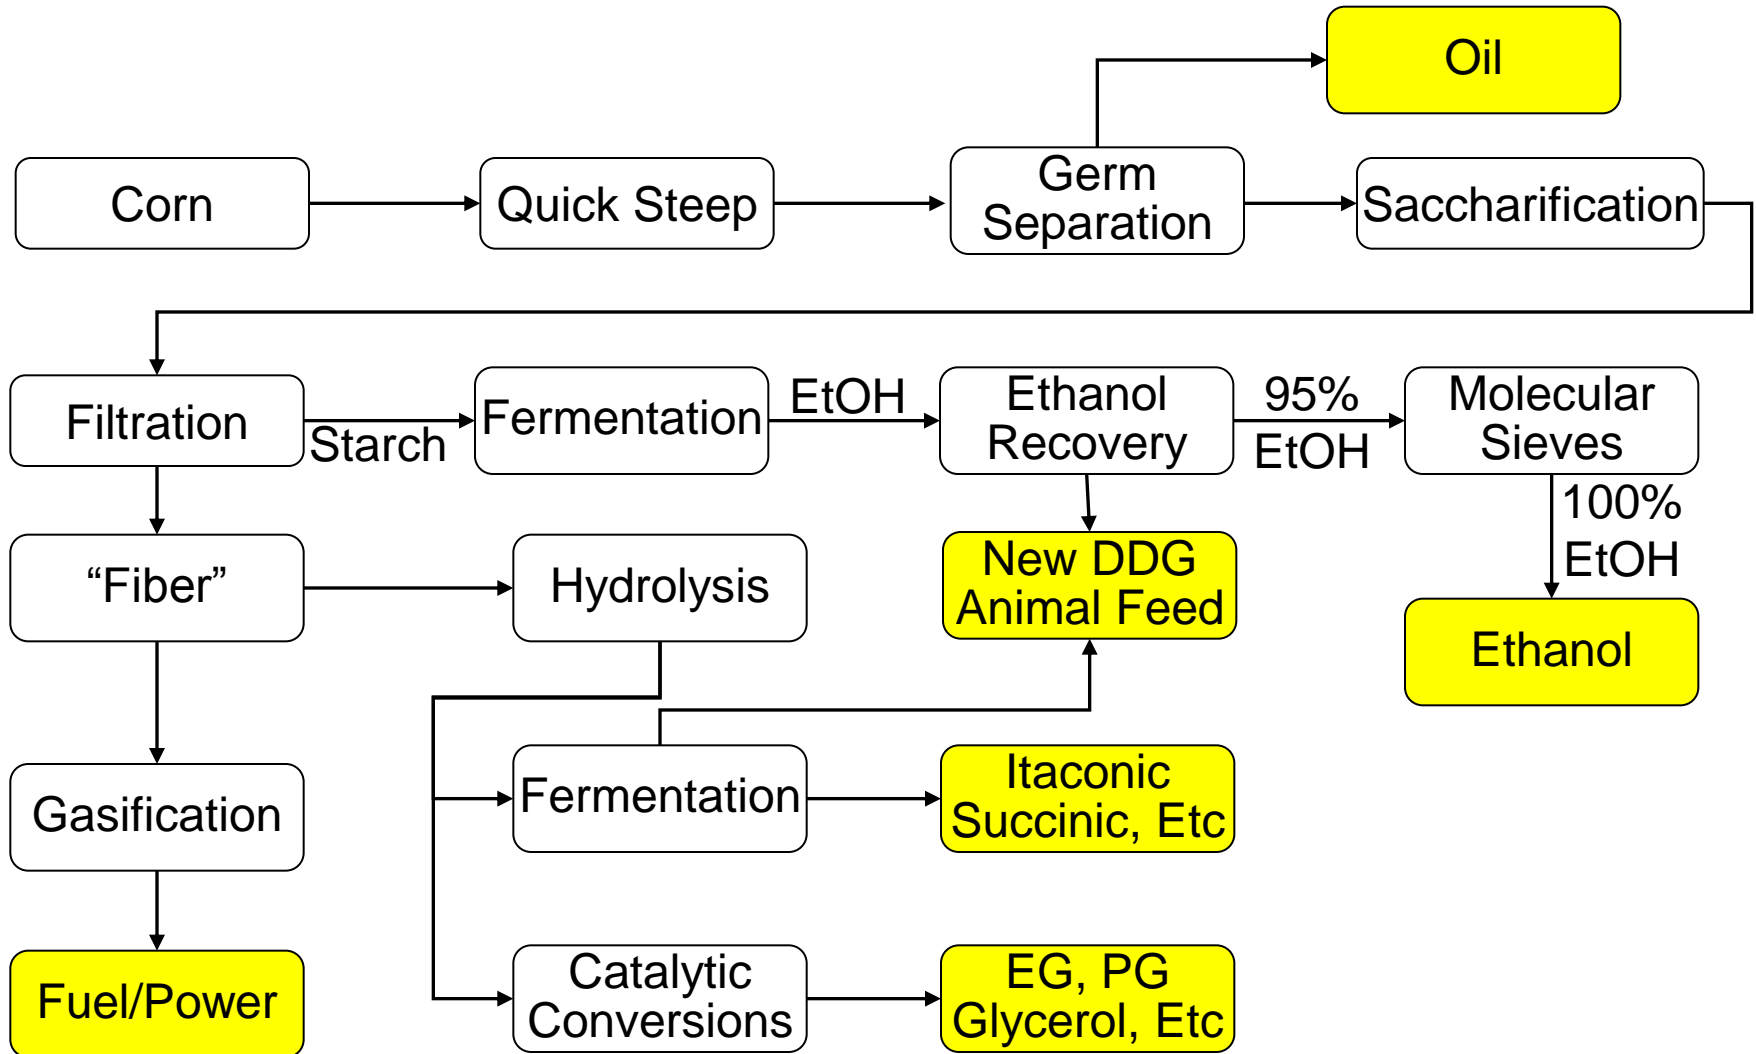 Oil
Corn
Quick Steep
Germ
Separation
Saccharification
Filtration
Starch
Fermentation
EtOH
Ethanol
Recovery
95%
EtOH
Molecular
Sieves
100%
EtOH
“Fiber”
Hydrolysis
New DDG
Animal Feed
Ethanol
Gasification
Fermentation
Itaconic
Succinic, Etc
Fuel/Power
Catalytic
Conversions
EG, PG
Glycerol, Etc